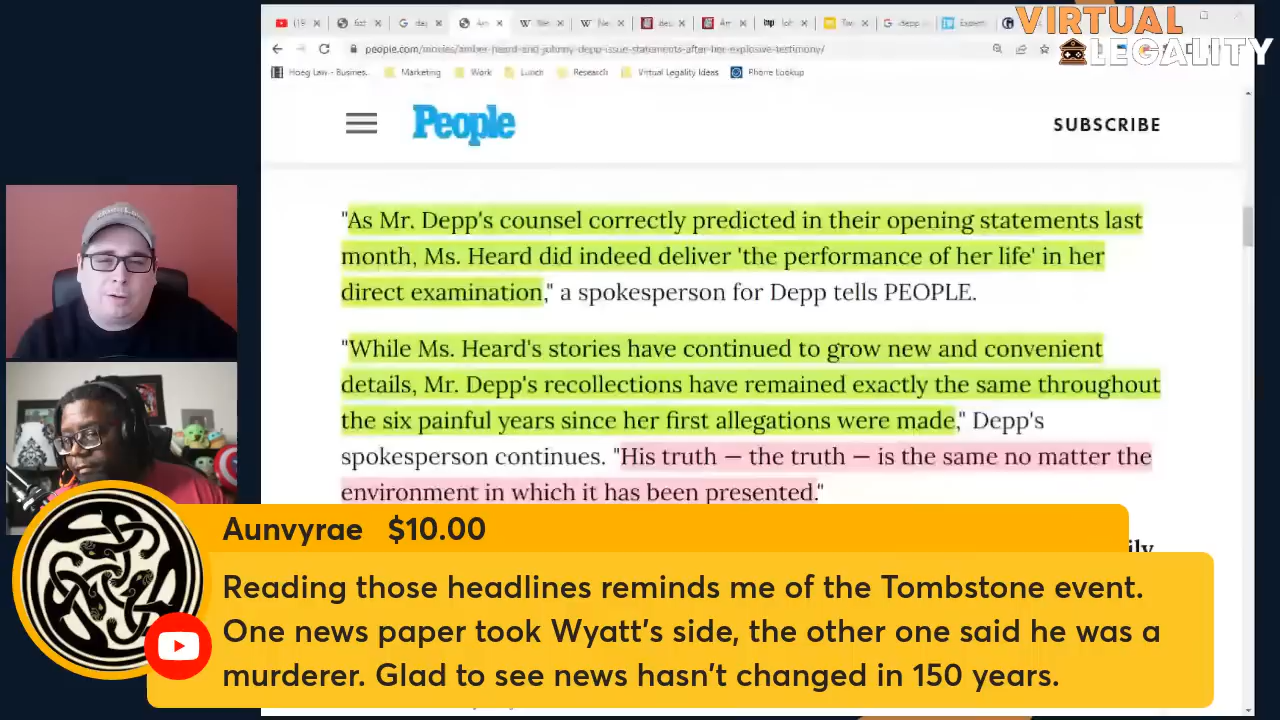 VIRTUAL
LEGALITY
people.com/movies/amber-heard-and-johnny-depp-issue-statements-after-her-explosive-testimony/
Hoeg Law - Busines.. Marketing Work Lunch Research Virtual Legality Ideas Phone Lookup
People
SUBSCRIBE
"As Mr. Depp's counsel correctly predicted in their opening statements last
month, Ms. Heard did indeed deliver 'the performance of her life' in her
direct examination," a spokesperson for Depp tells PEOPLE.
"While Ms. Heard's stories have continued to grow new and convenient
details, Mr. Depp's recollections have remained exactly the same throughout
the six painful years since her first allegations were made," Depp's
spokesperson continues. "His truth — the truth — is the same no matter the
environment in which it has been presented."
Aunvyrae $10.00
Reading those headlines reminds me of the Tombstone event.
One news paper took Wyatt's side, the other one said he was a
murderer. Glad to see news hasn't changed in 150 years.